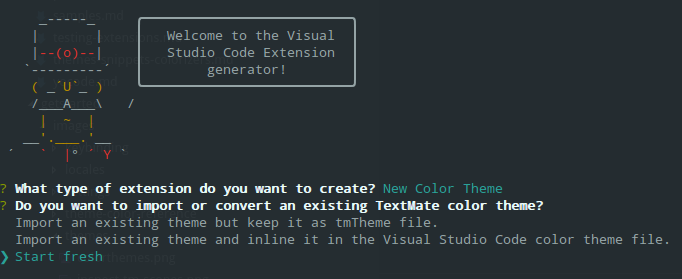 Welcome to the Visual
Studio Code Extension
generator!
? What type of extension do you want to create? New Color Theme
? Do you want to import or convert an existing TextMate color theme?
Import an existing theme but keep it as tmTheme file.
Import an existing theme and inline it in the Visual Studio Code color theme file.
❯ Start fresh